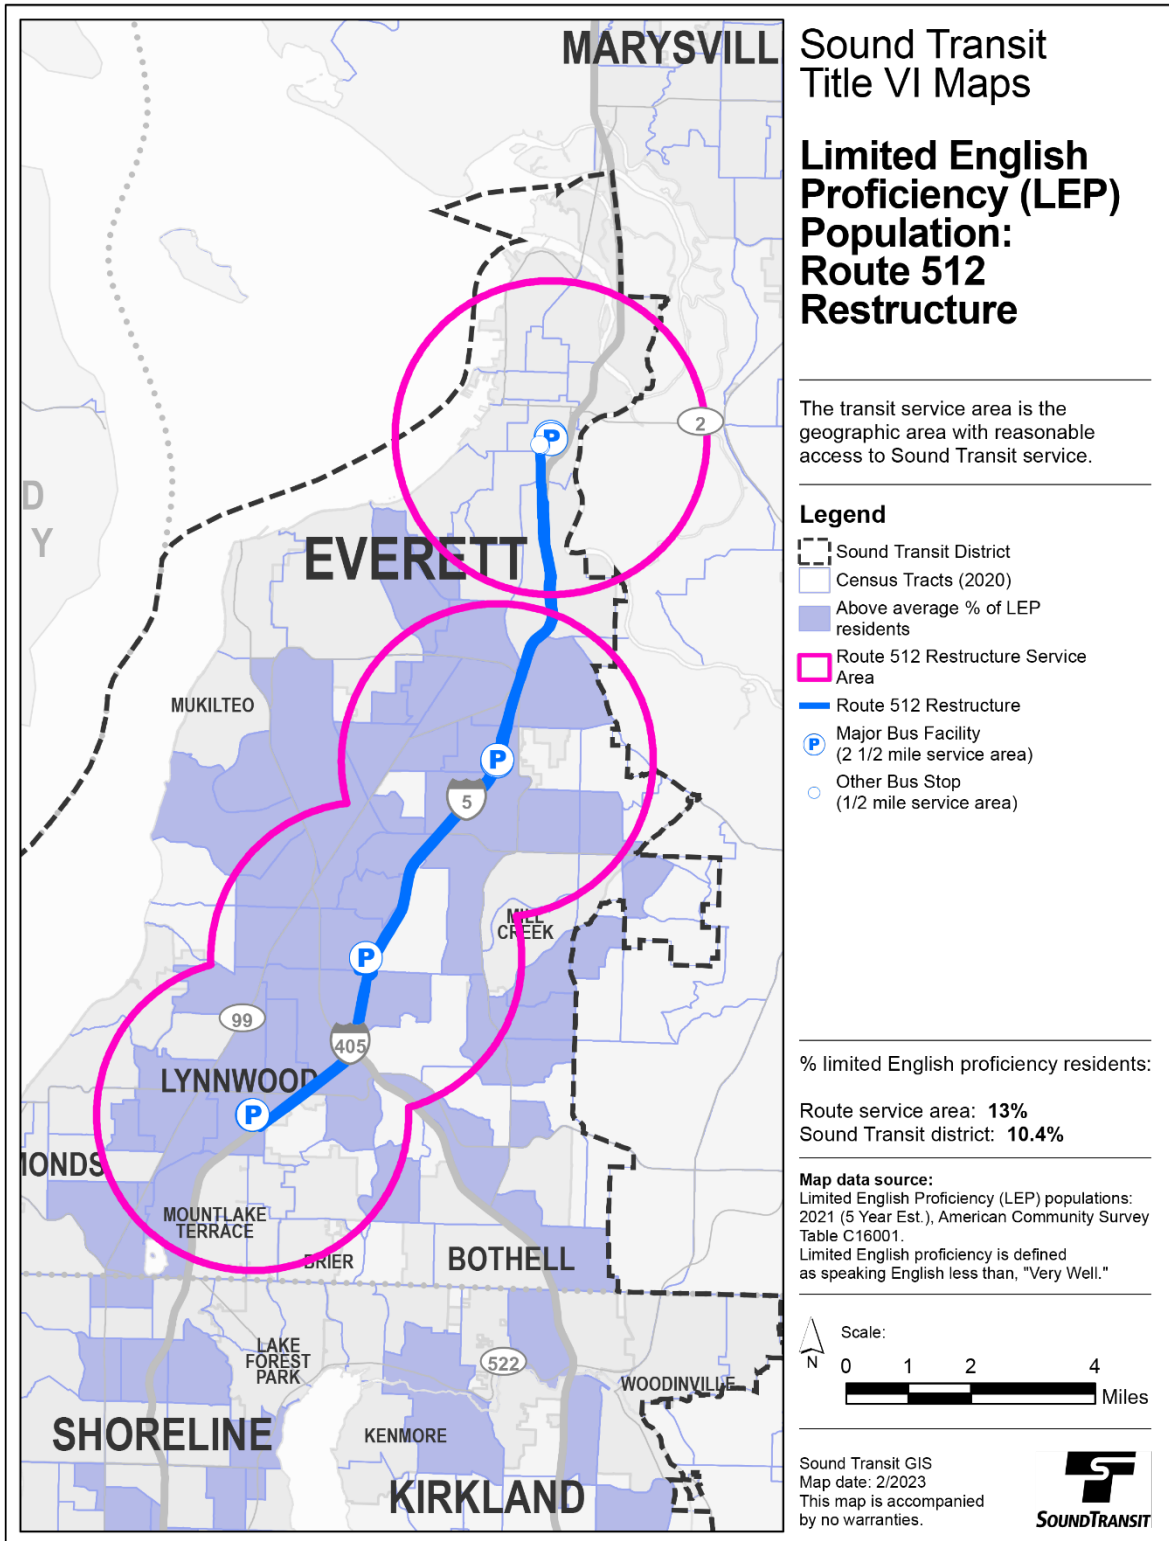 MARYSVILL
D
Y
2
P
EVERETT
MUKILTEO
P
5
MILL
CREEK
P
99
405
LYNNWOOD
P
MONDS
MOUNTLAKE
TERRACE
BRIER
BOTHELL
LAKE
FOREST
PARK
522
WOODINVILLE
SHORELINE
KENMORE
KIRKLAND
Sound Transit
Title VI Maps
Limited English
Proficiency (LEP)
Population:
Route 512
Restructure
The transit service area is the
geographic area with reasonable
access to Sound Transit service.
Legend
Sound Transit District
Census Tracts (2020)
Above average % of LEP
residents
Route 512 Restructure Service
Area
Route 512 Restructure
P
Major Bus Facility
(2 1/2 mile service area)
Other Bus Stop
(1/2 mile service area)
% limited English proficiency residents:
Route service area: 13%
Sound Transit district: 10.4%
Map data source:
Limited English Proficiency (LEP) populations:
2021 (5 Year Est.), American Community Survey
Table C16001.
Limited English proficiency is defined
as speaking English less than, "Very Well."
N
Scale:
0 1 2 4
Miles
Sound Transit GIS
Map date: 2/2023
This map is accompanied
by no warranties.
SOUNDTRANSIT